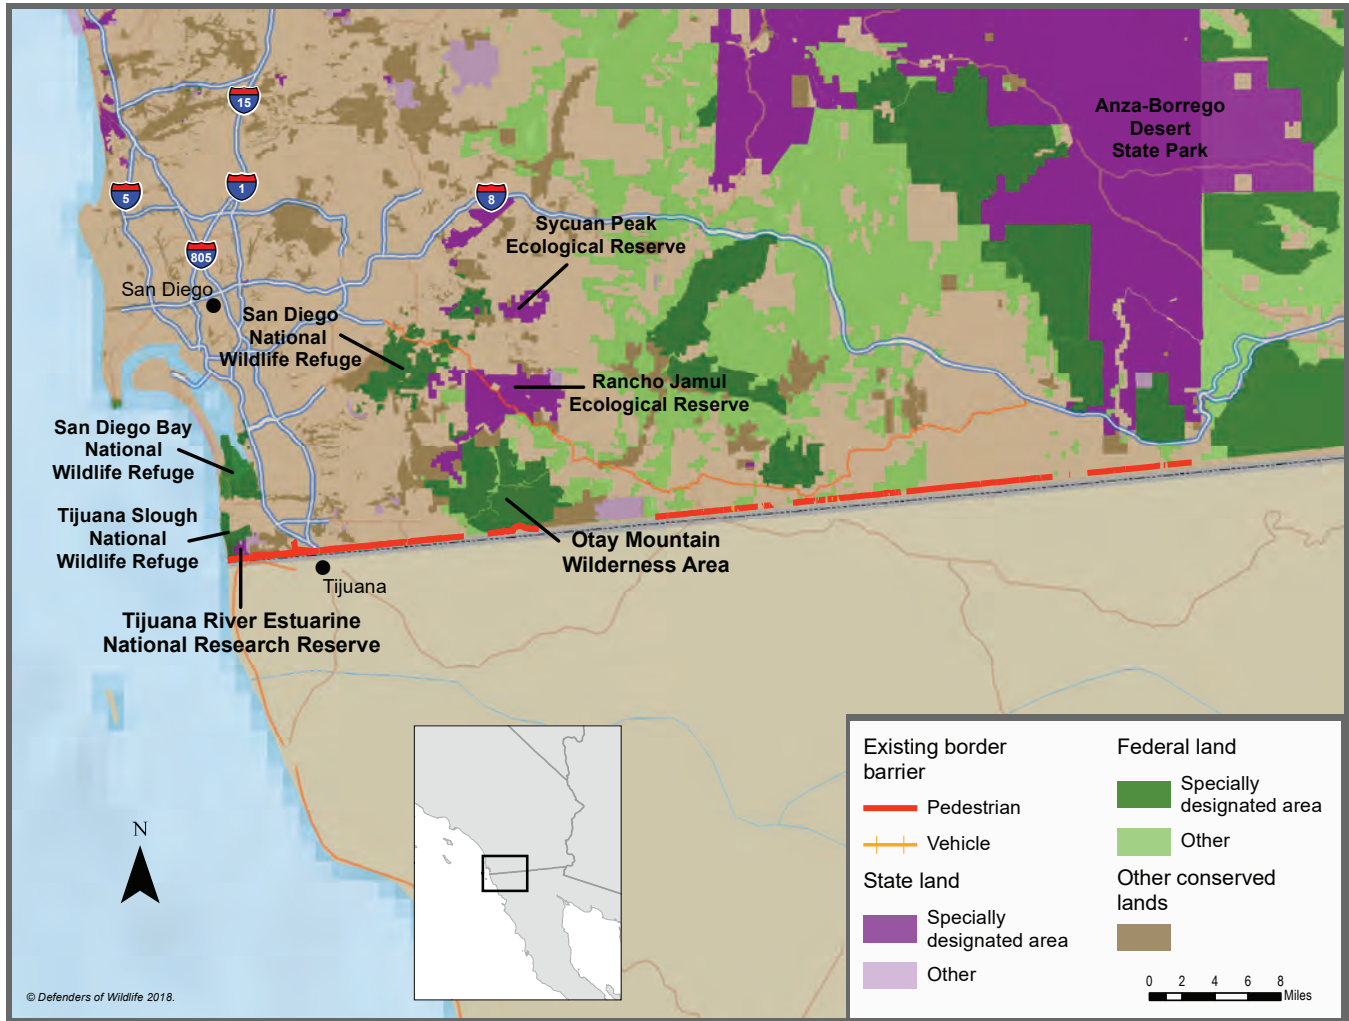 15
Anza-Borrego
Desert
State Park
5
1
8
Sycuan Peak
Ecological Reserve
805
San Diego
San Diego
National
Wildlife Refuge
Rancho Jamul
Ecological Reserve
San Diego Bay
National
Wildlife Refuge
Tijuana Slough
National
Wildlife Refuge
Otay Mountain
Wilderness Area
Tijuana
Tijuana River Estuarine
National Research Reserve
N
© Defenders of Wildlife 2018.
Existing border
barrier
Pedestrian
Vehicle
State land
Specially
designated area
Other
Federal land
Specially
designated area
Other
Other conserved
lands
0 2 4 6 8
Miles